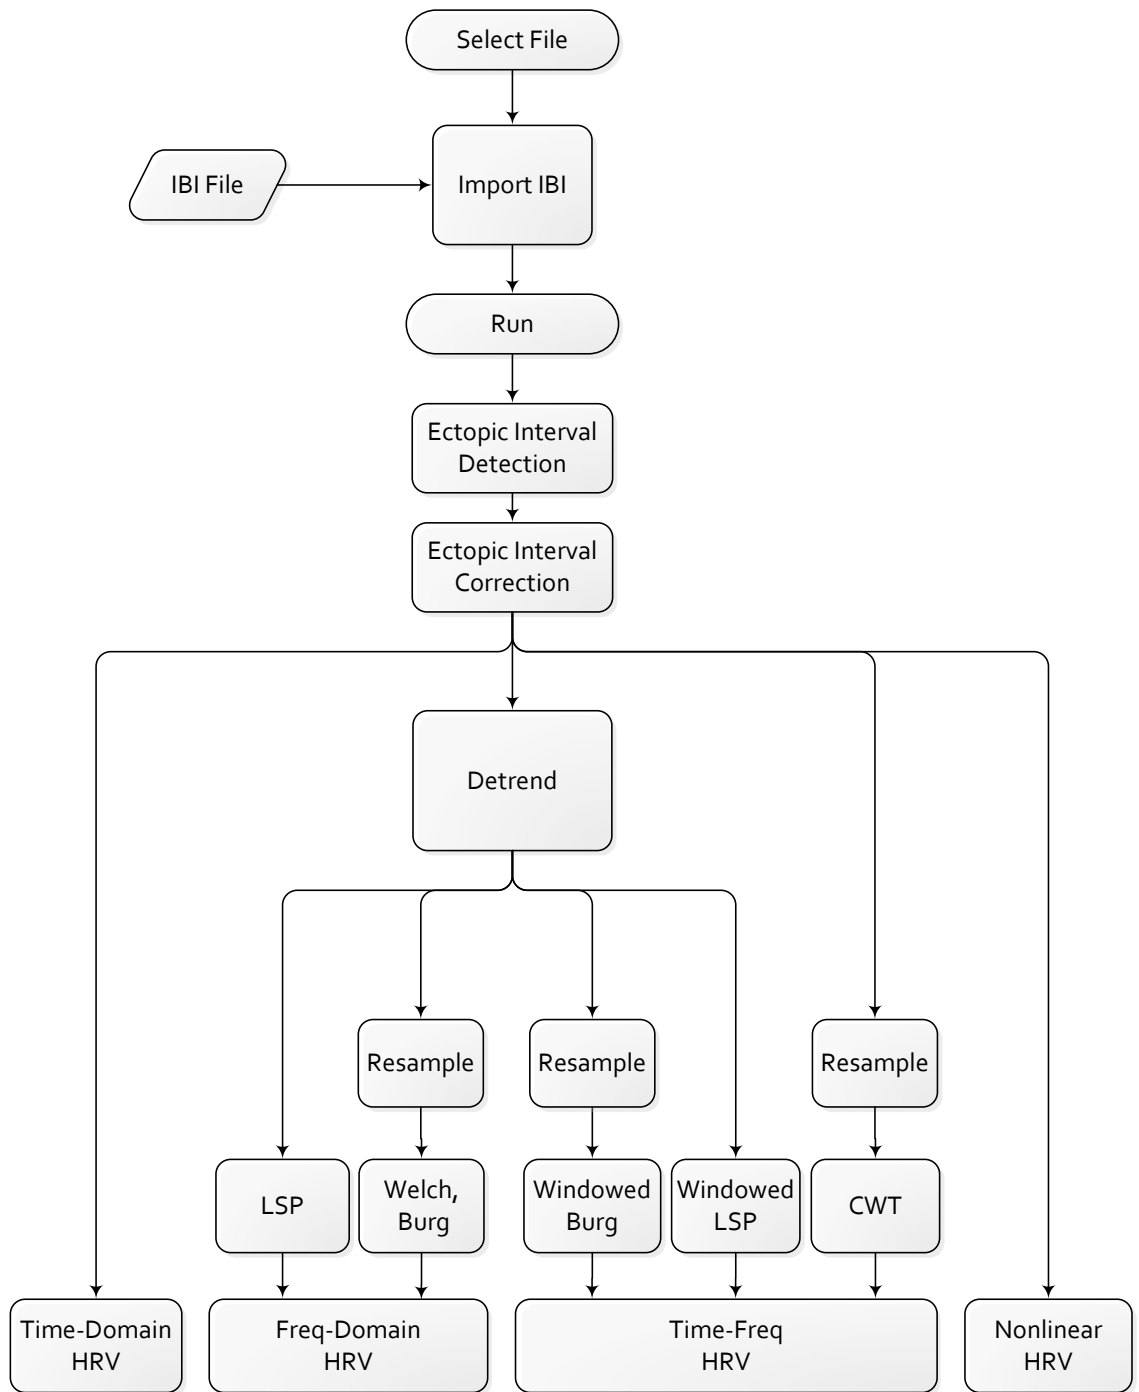 Select File
IBI File
Import IBI
Run
Ectopic Interval
Detection
Ectopic Interval
Correction
Detrend
Resample
Resample
Resample
LSP
Welch,
Burg
Windowed
Burg
Windowed
LSP
CWT
Time-Domain
HRV
Freq-Domain
HRV
Time-Freq
HRV
Nonlinear
HRV